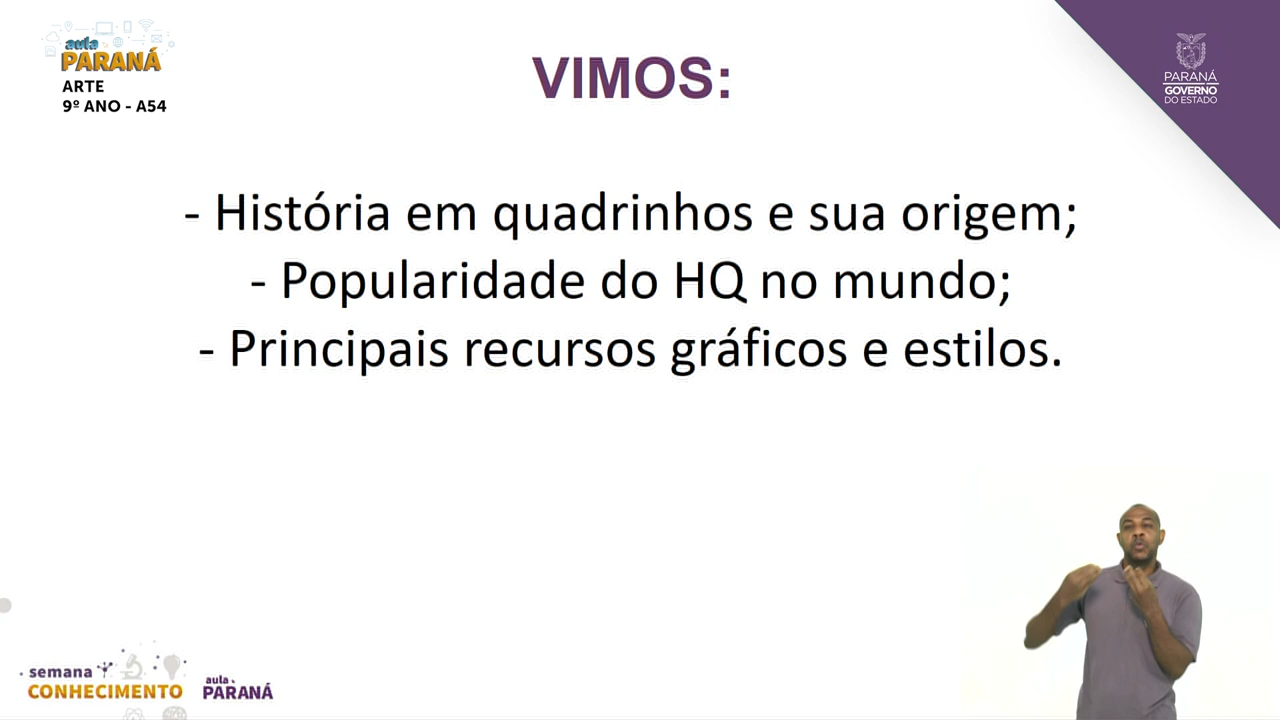 aula
PARANÁ
ARTE
9º ANO - A54
VIMOS:
PARANÁ
GOVERNO
DO ESTADO
- História em quadrinhos e sua origem;
- Popularidade do HQ no mundo;
- Principais recursos gráficos e estilos.
semana
CONHECIMENTO
aula
PARANÁ